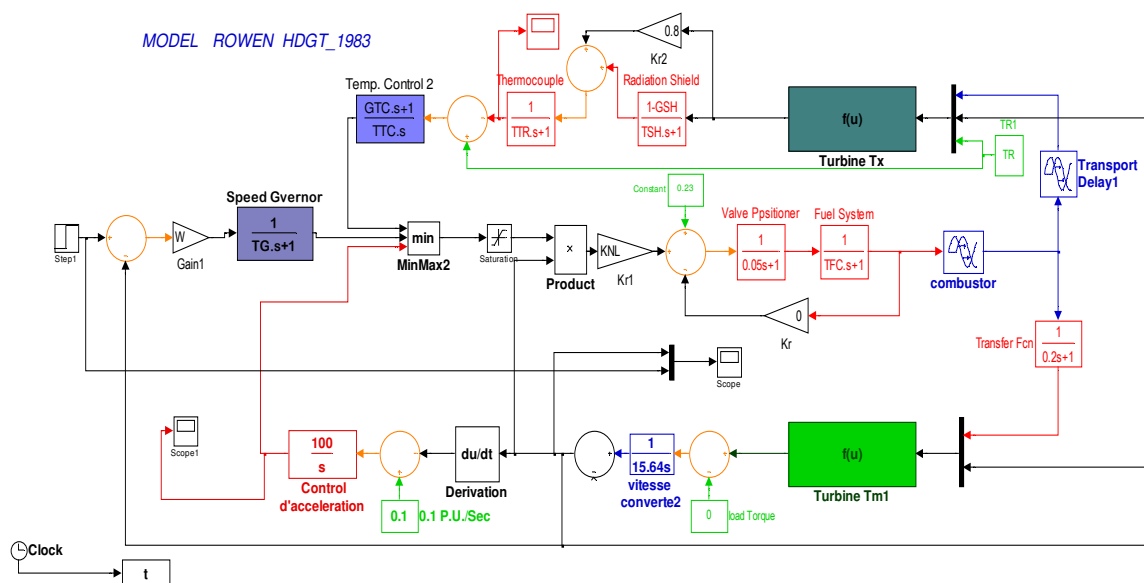 MODEL ROWEN HDGT_1983
0.8
Kr2
Temp. Control 2
GTC.s+1
TTC.s
Thermocouple
1
TTR.s+1
Radiation Shield
1-GSH
TSH.s+1
f(u)
Turbine Tx
TR1
TR
Transport
Delay1
Step1
W
Gain1
Speed Gvernor
1
TG.s+1
min
MinMax2
Saturation
x
Product
KNL
Kr1
Constant
0.23
Valve Ppsitioner
1
0.05s+1
Fuel System
1
TFC.s+1
combustor
0
Kr
Transfer Fcn
1
0.2s+1
Scope
Scope1
100
s
Control
d'acceleration
0.1
0.1 P.U./Sec
du/dt
Derivation
1
15.64s
vitesse
converte2
0
load Torque
f(u)
Turbine Tm1
Clock
t